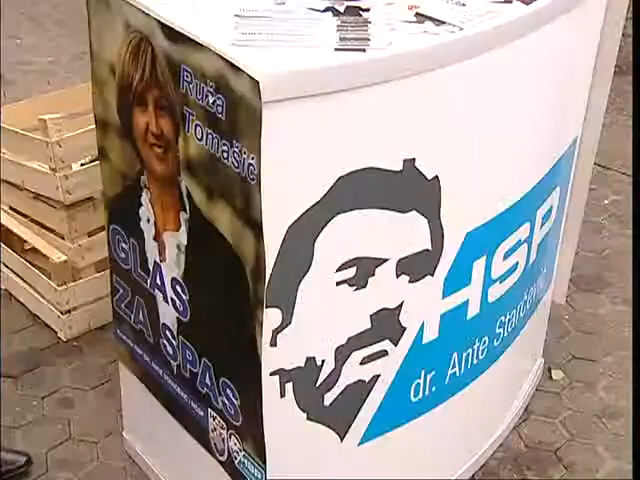 Ruža
Tomašić
GLAS
ZA SPAS
HSP
dr. Ante Starčević